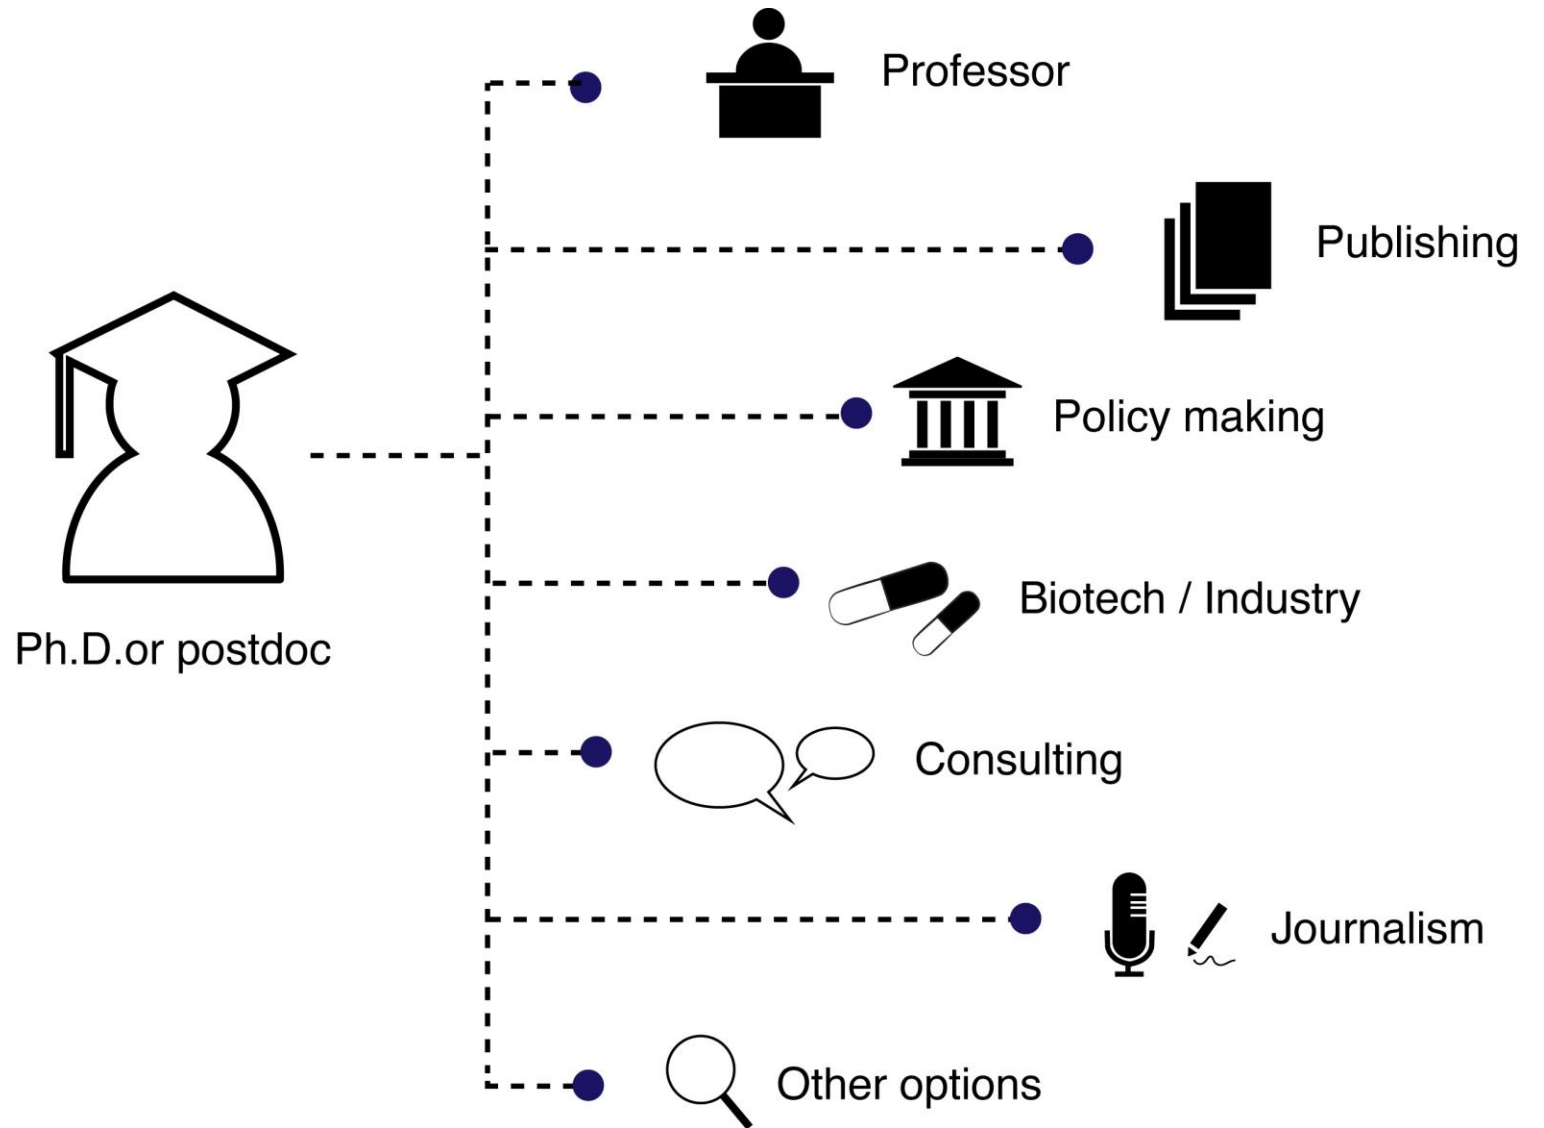 Professor
Publishing
Policy making
Ph.D.or postdoc
Biotech / Industry
Consulting
Journalism
Other options